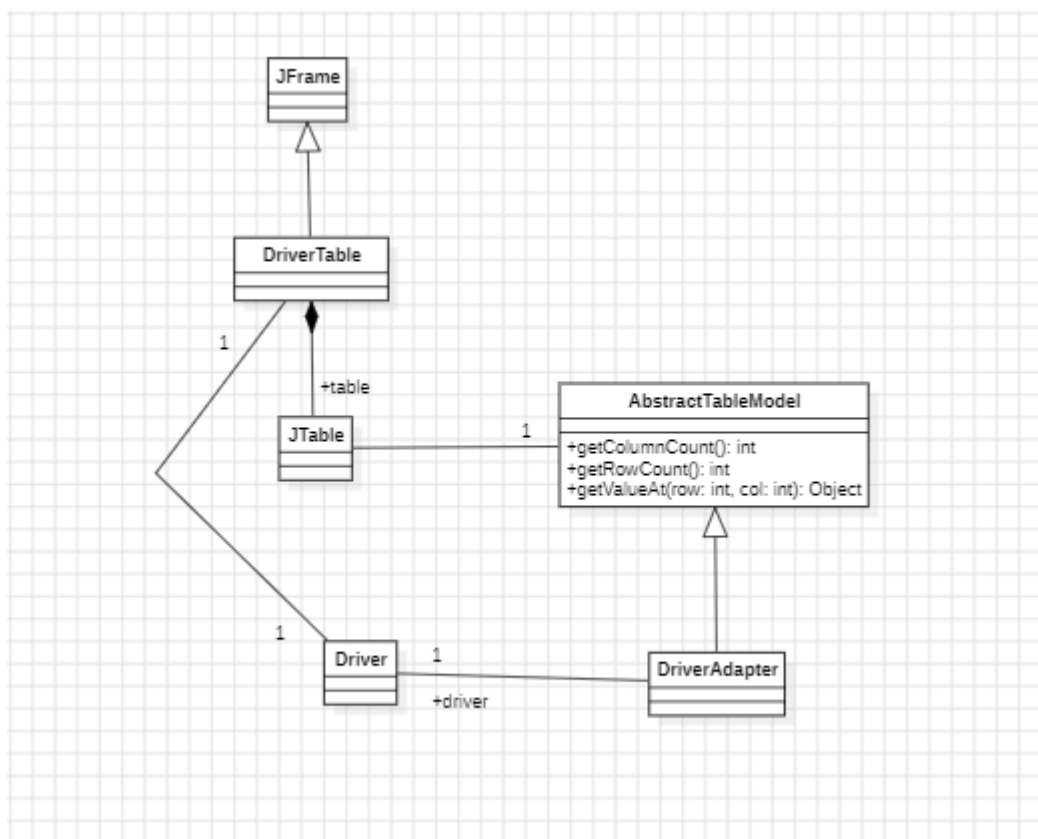 JFrame
DriverTable
1
+table
JTable
1
AbstractTableModel
+getColumnCount(): int
+getRowCount(): int
+getValueAt(row: int, col: int): Object
1
Driver
1
+driver
DriverAdapter